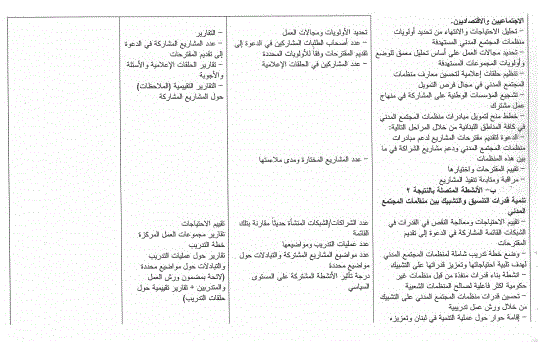 الاجتماعيين والاقتصاديين.
– تحليل الاحتياجات والانتهاء من تحديد أولويات
منظمات المجتمع المدني المستهدفة
– تحديد مجالات العمل على أساس تحليل معمق للوضع
وأولويات المجموعات المستهدفة
– تنظيم حلقات إعلامية لتحسين معارف منظمات
المجتمع المدني في مجال فرص التمويل
– تشجيع المؤسسات الوطنية على المشاركة في منهاج
عمل مشترك
– خطط منح لتمويل مبادرات منظمات المجتمع المدني
في كافة المناطق اللبنانية من خلال المراحل التالية:
– الدعوة لتقديم مقترحات مشاريع لدعم مبادرات
منظمات المجتمع المدني ودعم مشاريع الشراكة في ما
بين هذه المنظمات
– تقييم المقترحات واختيارها
– مراقبة ومتابعة تنفيذ المشاريع
ب– الأنشطة المتصلة بالنتيجة ٢
تنمية قدرات التنسيق والتشبيك بين منظمات المجتمع
المدني
– تقييم الاحتياجات ومعالجة النقص في القدرات في
الشبكات القائمة المشاركة في الدعوة إلى تقديم
المقترحات
– وضع خطة تدريب شاملة لمنظمات المجتمع المدني
لهدف تلبية احتياجاتها وتعزيز قدراتها على التشبيك
– أنشطة بناء قدرات منفذة من قبل منظمات غير
حكومية أكثر فاعلية لصالح المنظمات الشعبية
– تحسين قدرات منظمات المجتمع المدني على التشبيك
من خلال ورش عمل تدريبية
– إقامة حوار حول عملية التنمية في لبنان وتعزيزه
تحديد الأولويات ومجالات العمل
– عدد أصحاب الطلبات المشاركين في الدعوة إلى
تقديم المقترحات وفقاً للأولويات المحددة
– عدد المشاركين في الحلقات الإعلامية
– عدد المشاريع المختارة ومدى ملاءمتها
عدد الشراكات/الشبكات المنشأة حديثاً مقارنة بتلك
القائمة
عدد عمليات التدريب ومواضيعها
عدد مواضيع المشاريع المشتركة والتبادلات حول
مواضيع محددة
درجة تأثير الأنشطة المشتركة على المستوى
السياسي
– التقارير
– عدد المشاريع المشاركة في الدعوة
إلى تقديم المقترحات
– تقارير الحلقات الإعلامية والأسئلة
والأجوبة
– التقارير التقييمية (الملاحظات)
حول المشاريع المشاركة
تقييم الاحتياجات
تقارير مجموعات العمل المركزة
خطة التدريب
تقارير حول عمليات التدريب
والتبادلات حول مواضيع محددة
(لائحة بمضمون ورش العمل
والمتدربين + تقارير تقييمية حول
حلقات التدريب)